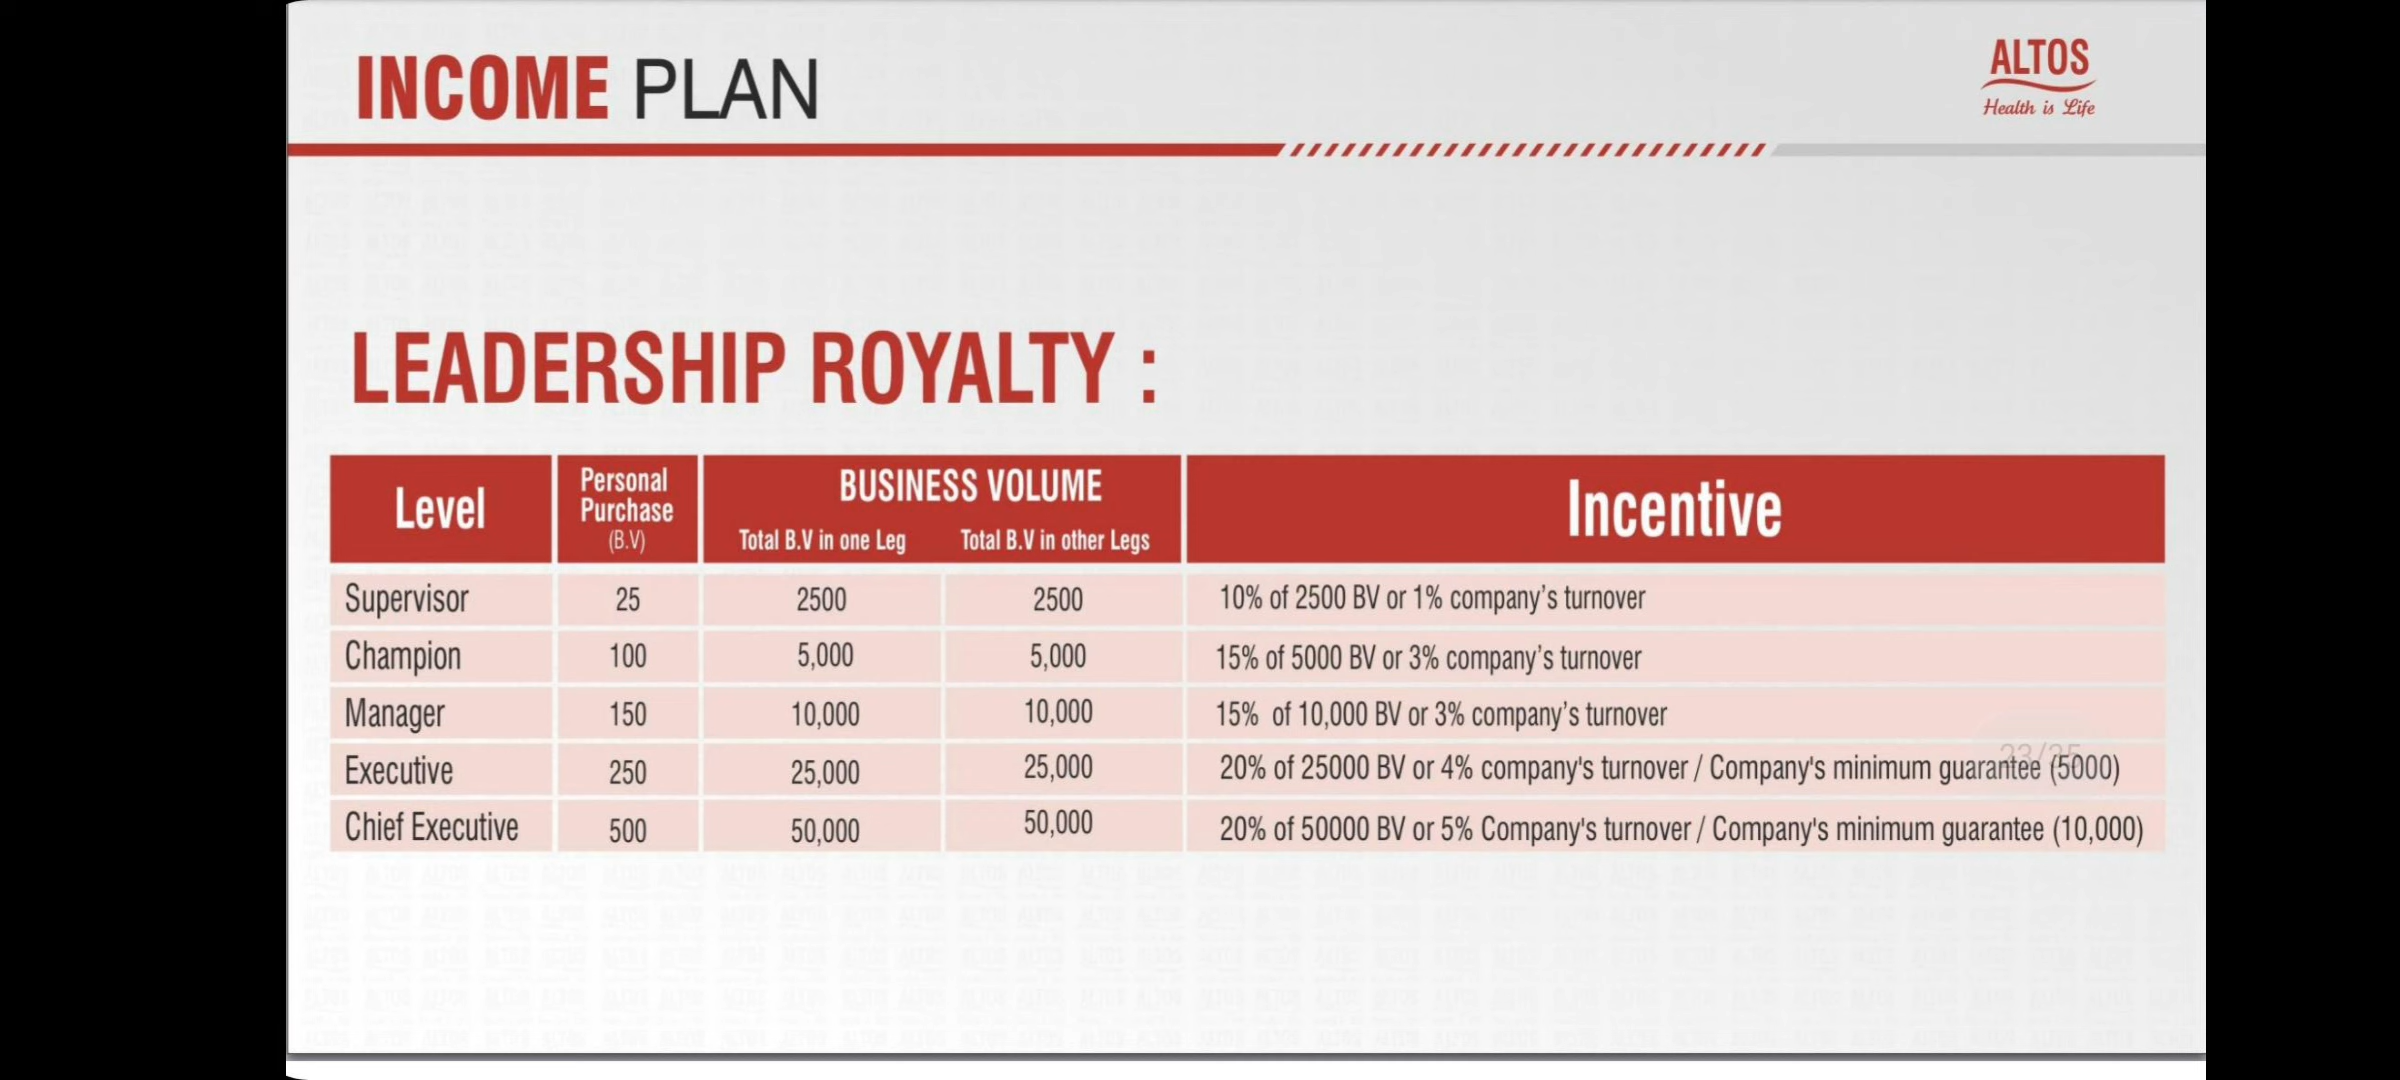 INCOME PLAN
ALTOS
Health is Life
LEADERSHIP ROYALTY :
Level
Personal
Purchase
(B.V)
BUSINESS VOLUME
Total B.V in one Leg
Total B.V in other Legs
Incentive
Supervisor 25 2500 2500 10% of 2500 BV or 1% company's turnover
Champion 100 5,000 5,000 15% of 5000 BV or 3% company's turnover
Manager 150 10,000 10,000 15% of 10,000 BV or 3% company's turnover
Executive 250 25,000 25,000 20% of 25000 BV or 4% company's turnover / Company's minimum guarantee (5000)
Chief Executive 500 50,000 50,000 20% of 50000 BV or 5% Company's turnover / Company's minimum guarantee (10,000)